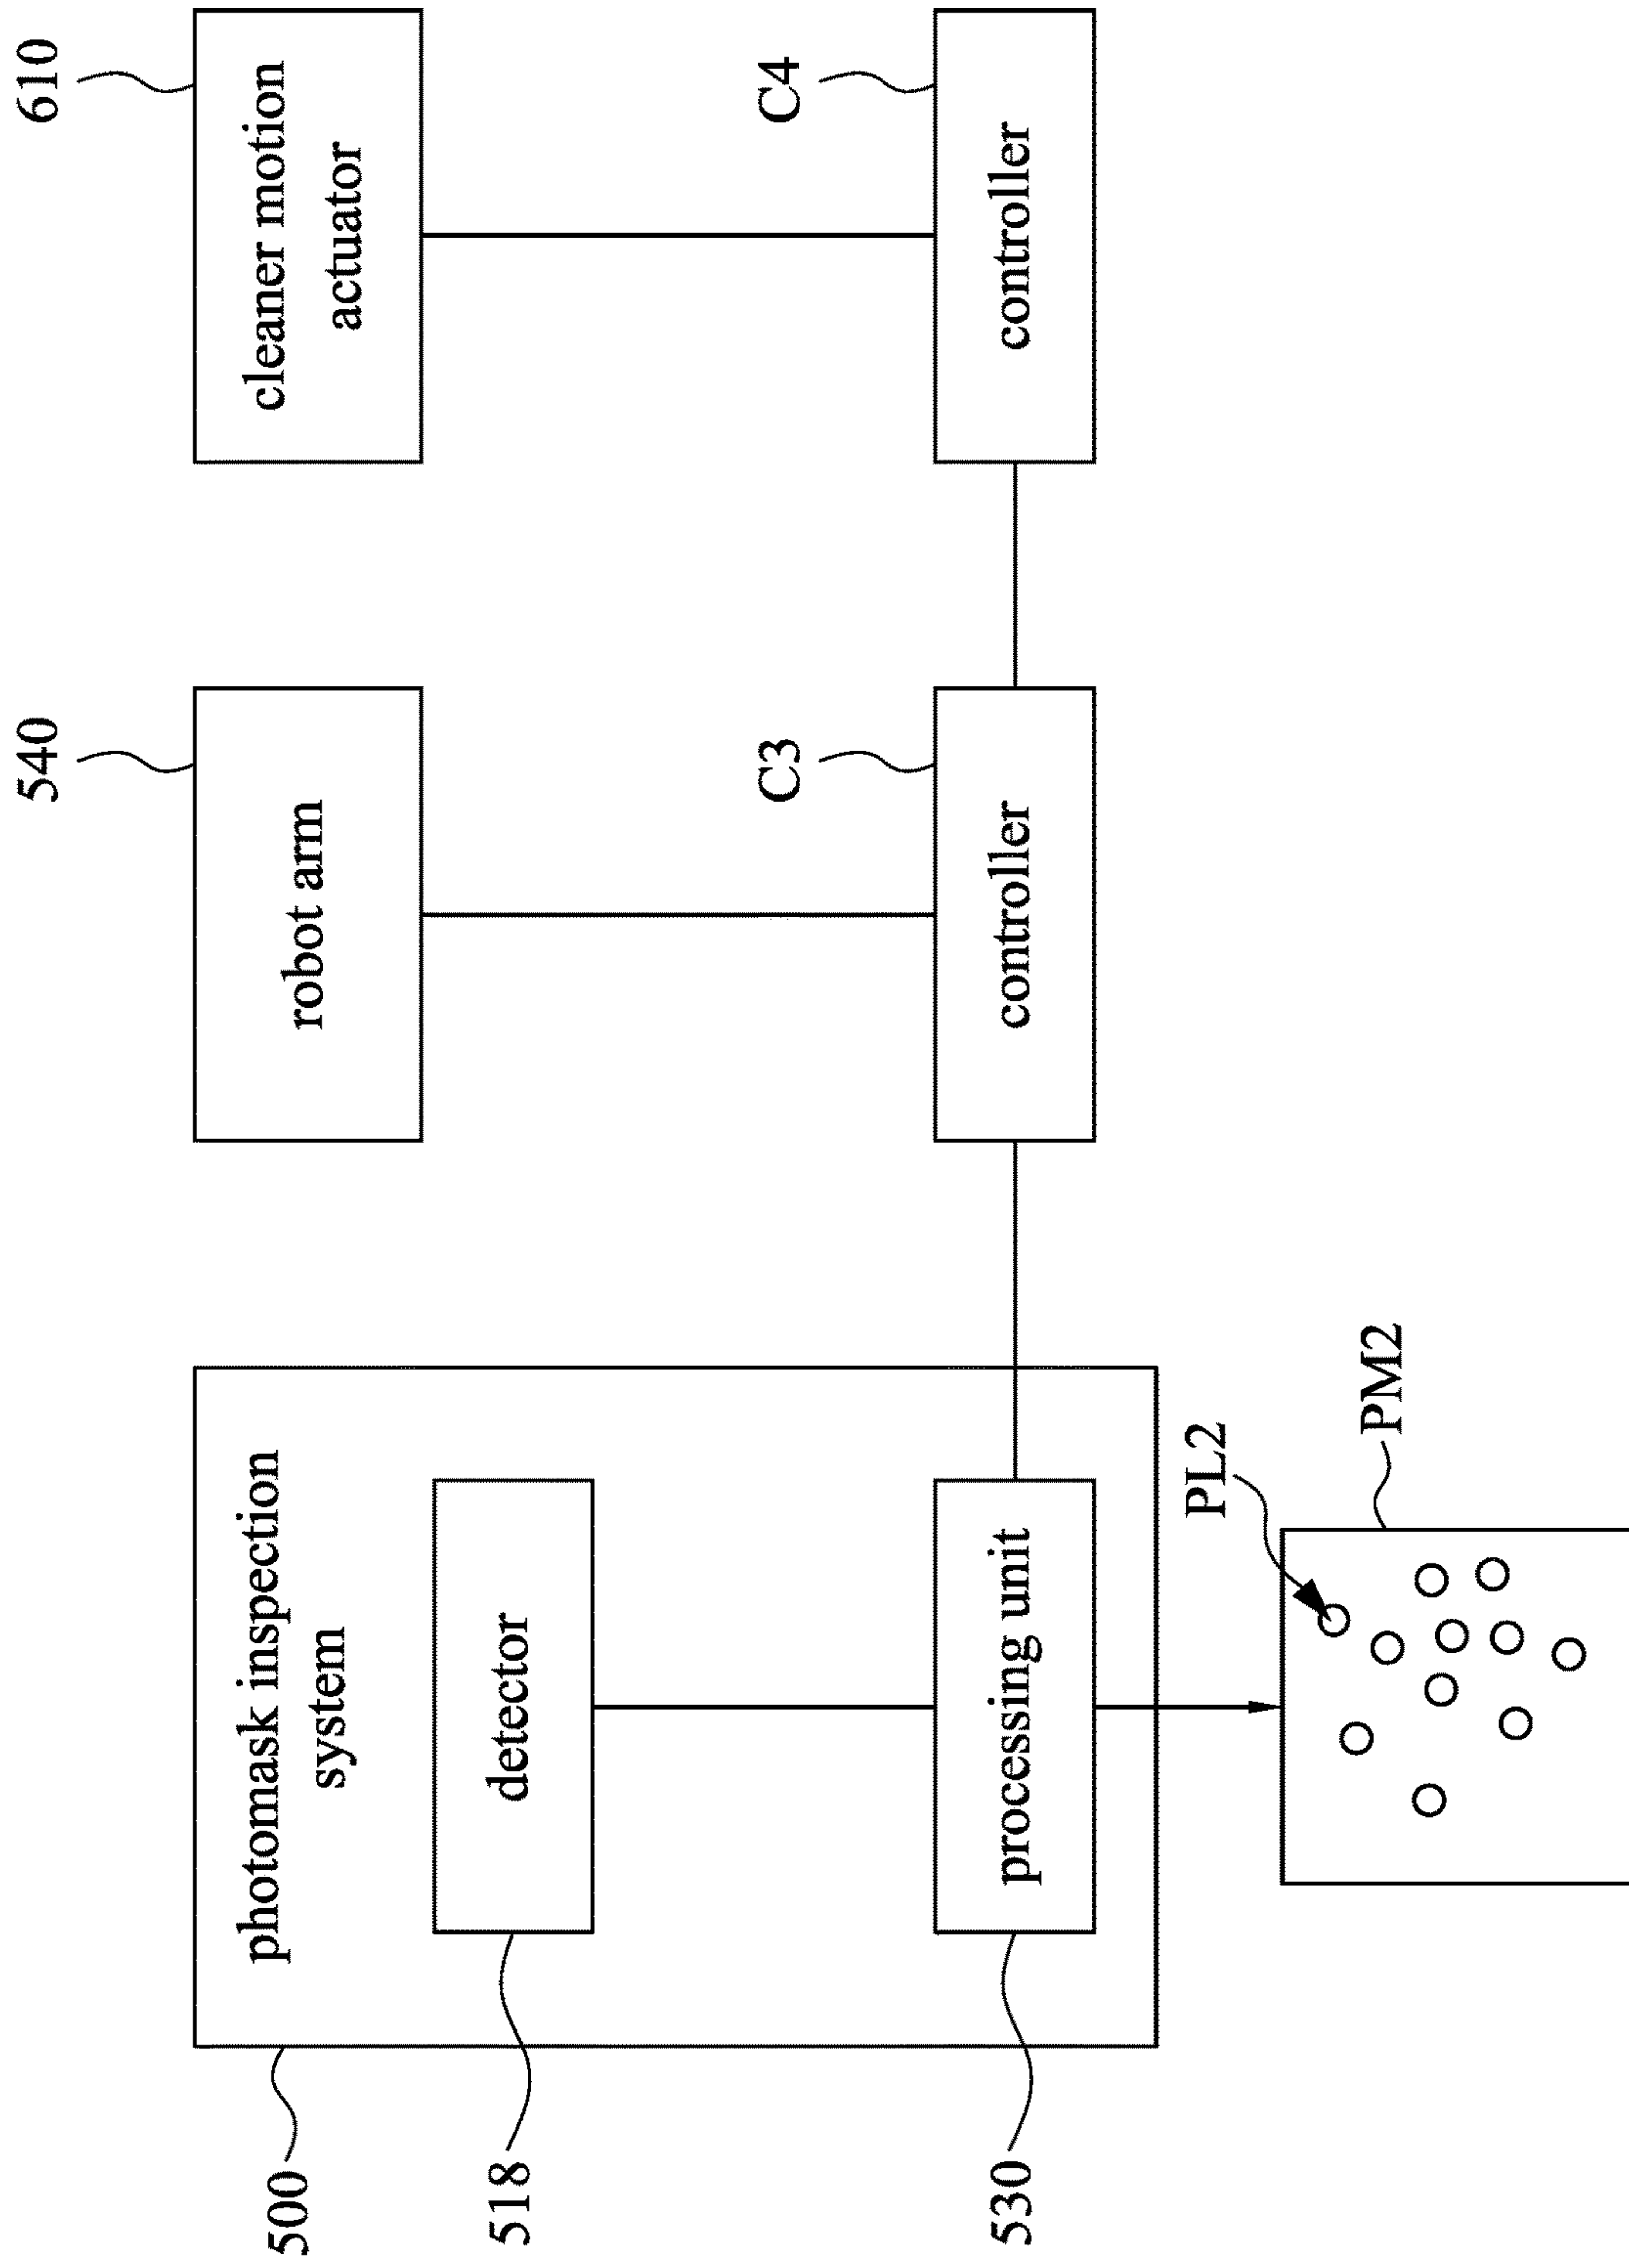 500
photomask inspection
system
518
detector
530
processing unit
PL2
PM2
540
robot arm
C3
controller
610
cleaner motion
actuator
C4
controller